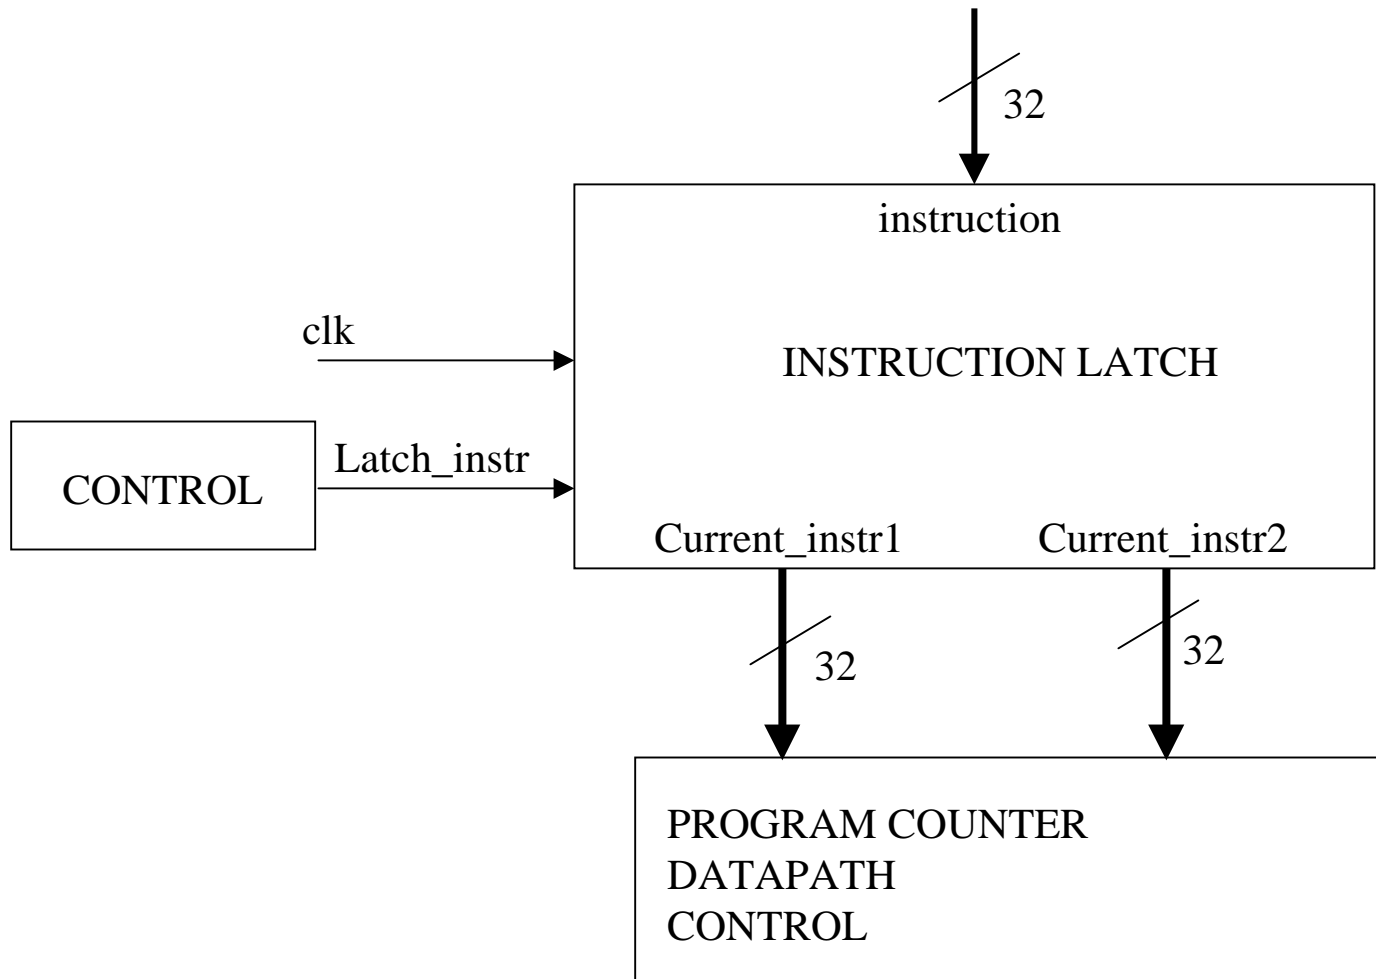 32
instruction
clk
INSTRUCTION LATCH
Latch_instr
CONTROL
Current_instr1
Current_instr2
32
32
PROGRAM COUNTER
DATAPATH
CONTROL